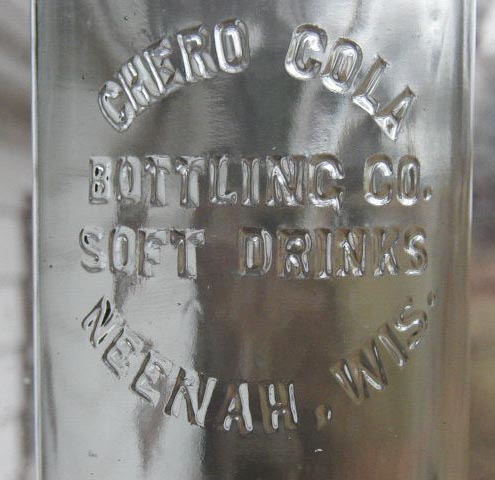 CHERO COLA
BOTTLING CO.
SOFT DRINKS
NEENAH, WIS.